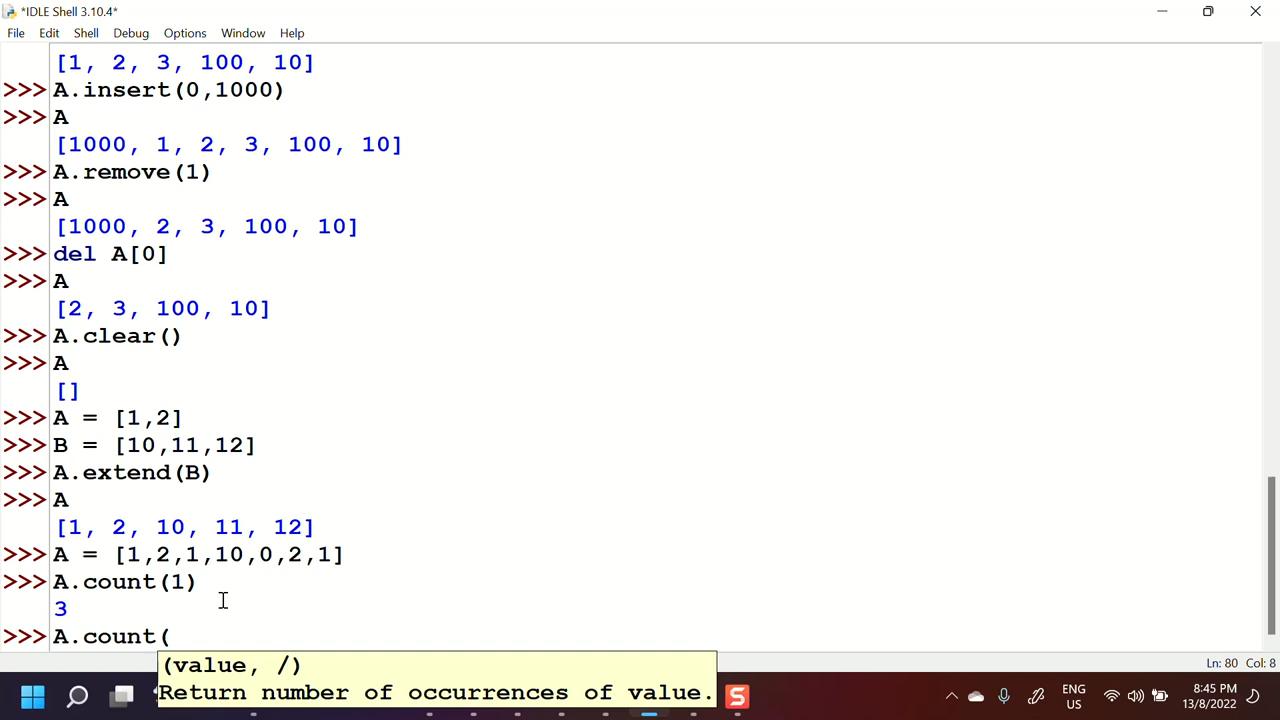 *IDLE Shell 3.10.4*
File Edit Shell Debug Options Window Help
[1, 2, 3, 100, 10]
>>> A.insert(0,1000)
>>> A
[1000, 1, 2, 3, 100, 10]
>>> A.remove(1)
>>> A
[1000, 2, 3, 100, 10]
>>> del A[0]
>>> A
[2, 3, 100, 10]
>>> A.clear()
>>> A
[]
>>> A = [1,2]
>>> B = [10,11,12]
>>> A.extend(B)
>>> A
[1, 2, 10, 11, 12]
>>> A = [1,2,1,10,0,2,1]
>>> A.count(1)
3
>>> A.count(
(value, /)
Return number of occurrences of value.
Ln: 80 Col: 8
S
ENG
US
8:45 PM
13/8/2022